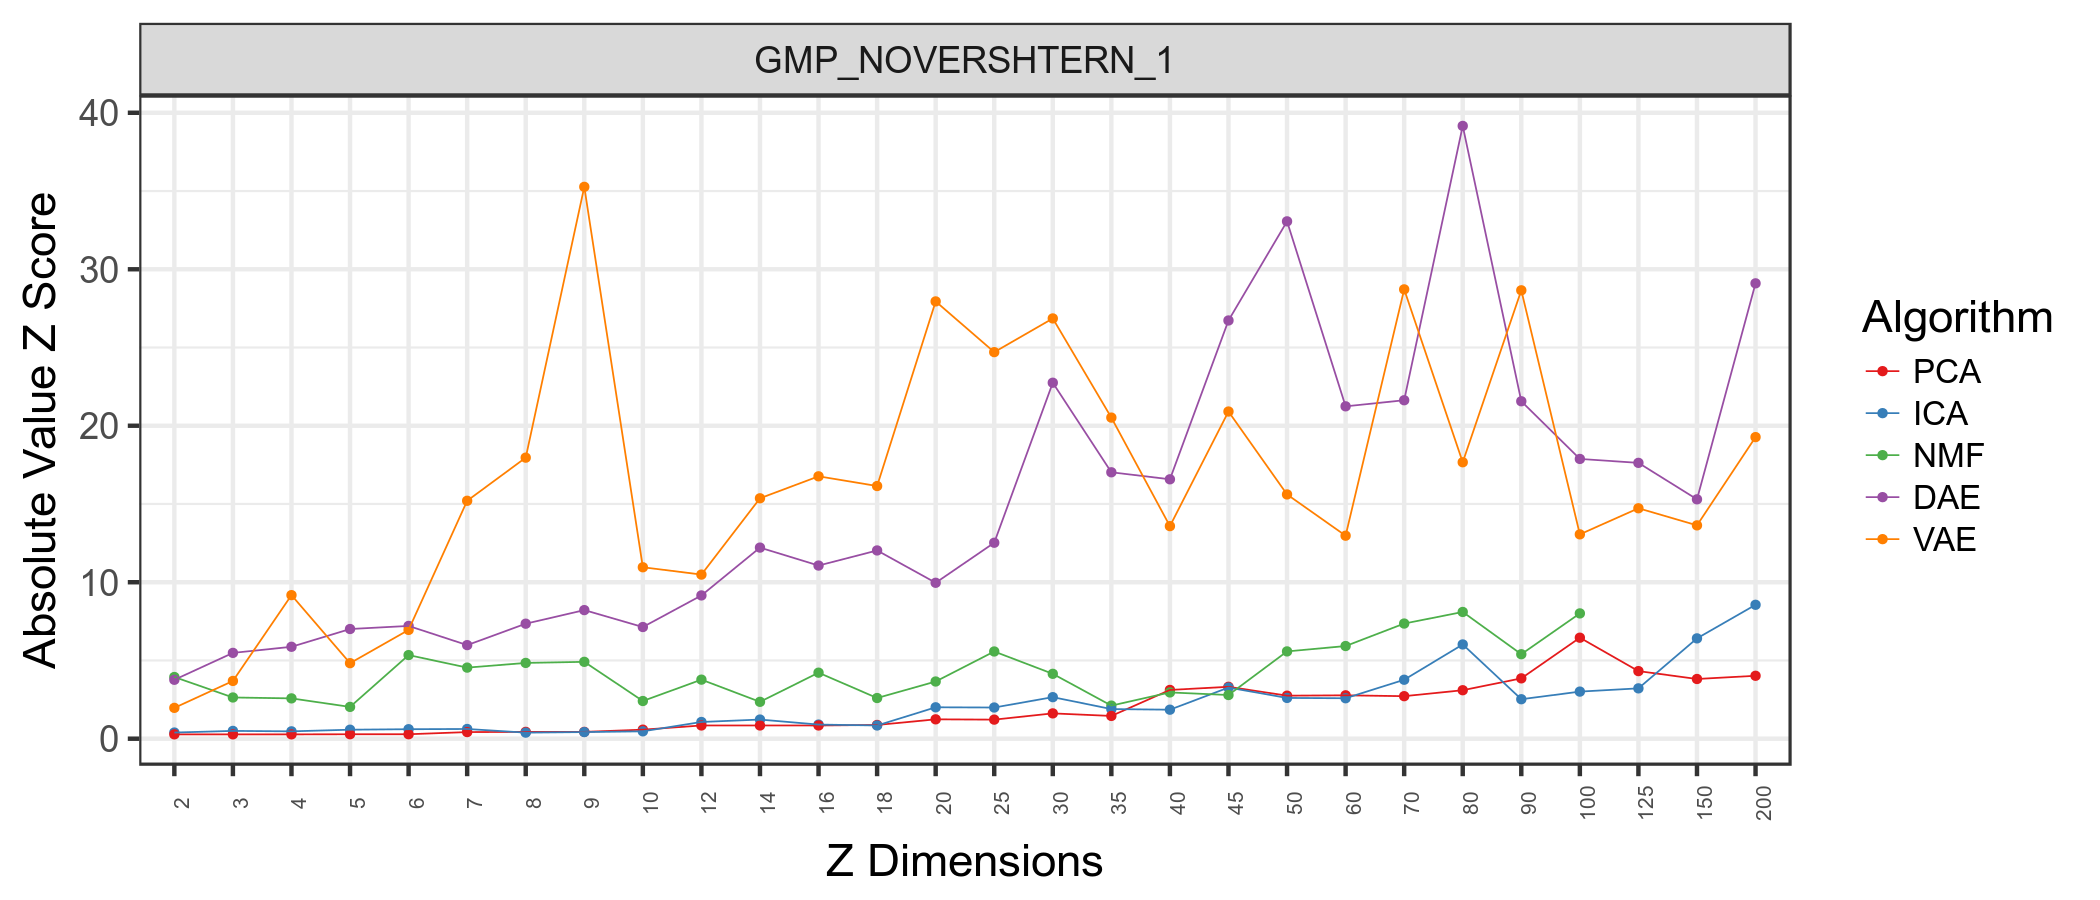 GMP_NOVERSHTERN_1
40
30
20
10
0
Absolute Value Z Score
2 3 4 5 6 7 8 9 10 12 14 16 18 20 25 30 35 40 45 50 60 70 80 90 100 125 150 200
Z Dimensions
Algorithm
PCA
ICA
NMF
DAE
VAE